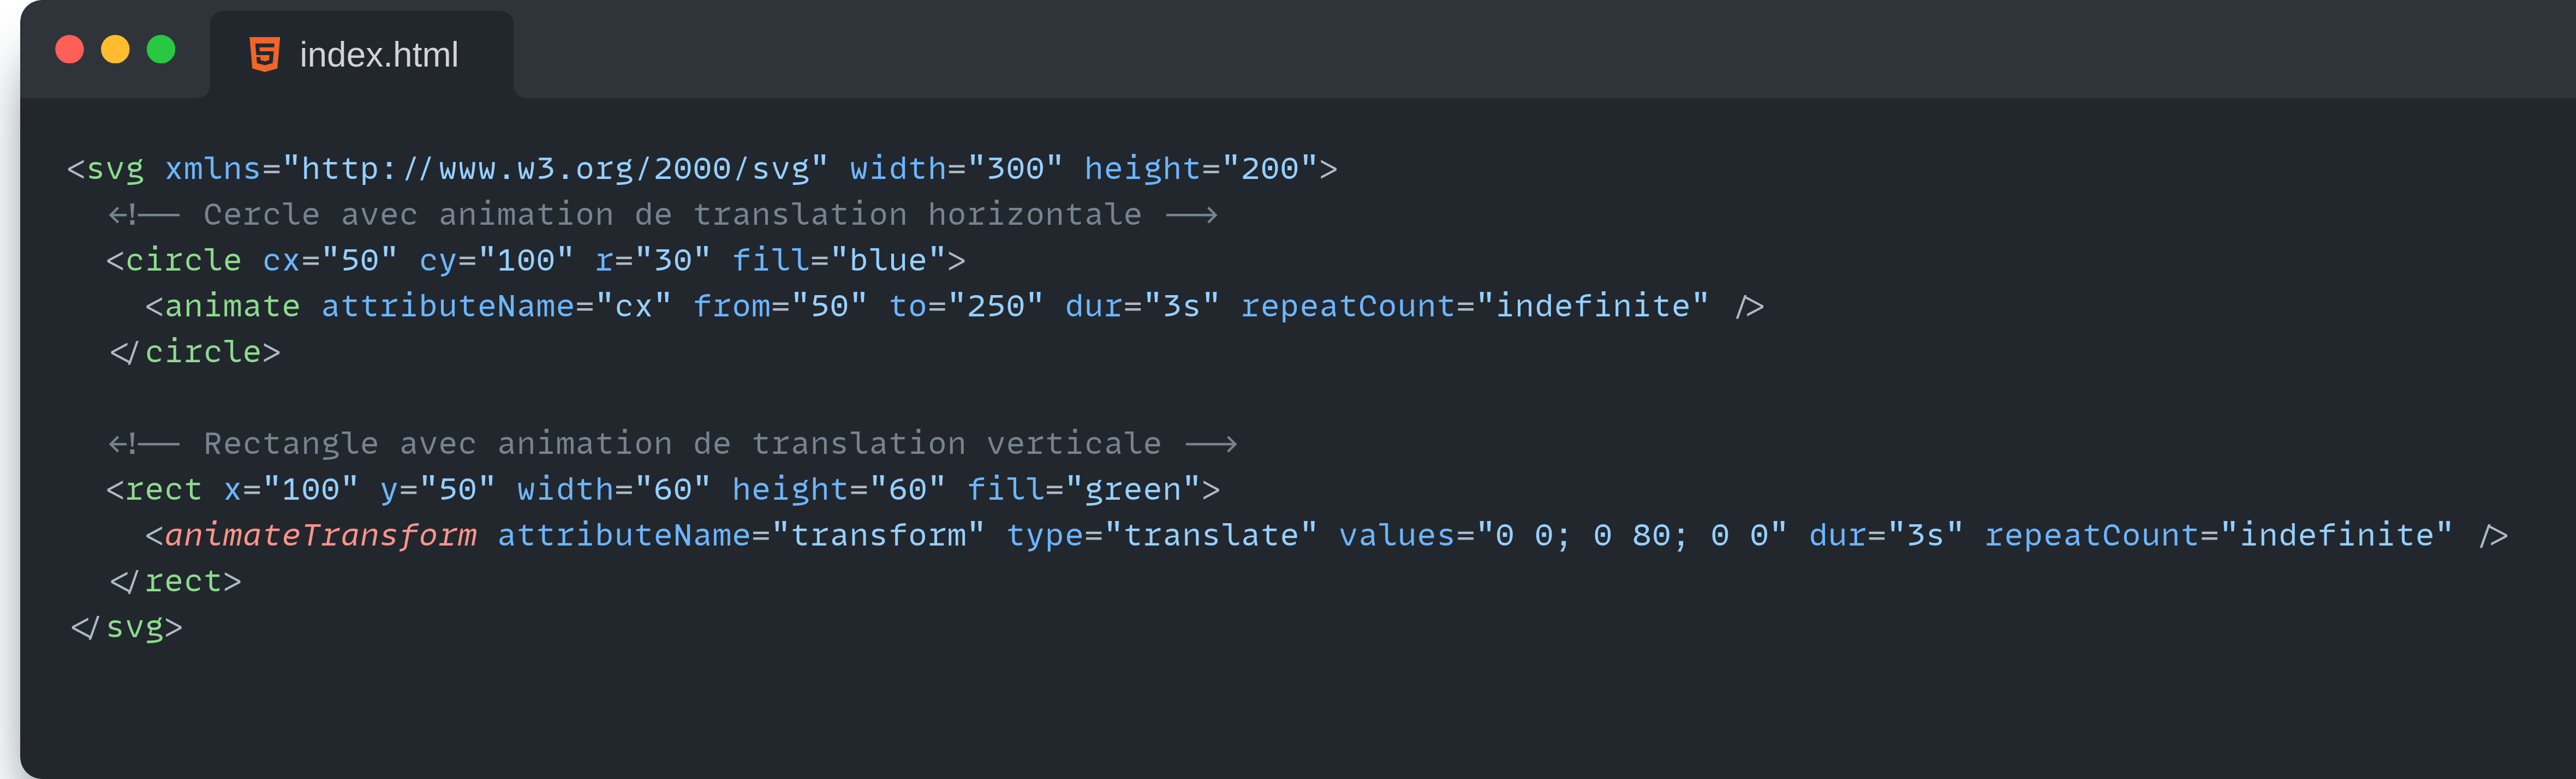 index.html
<svg xmlns="http://www.w3.org/2000/svg" width="300" height="200">
  <!-- Cercle avec animation de translation horizontale -->
  <circle cx="50" cy="100" r="30" fill="blue">
    <animate attributeName="cx" from="50" to="250" dur="3s" repeatCount="indefinite" />
  </circle>
  <!-- Rectangle avec animation de translation verticale -->
  <rect x="100" y="50" width="60" height="60" fill="green">
    <animateTransform attributeName="transform" type="translate" values="0 0; 0 80; 0 0" dur="3s" repeatCount="indefinite" />
  </rect>
</svg>